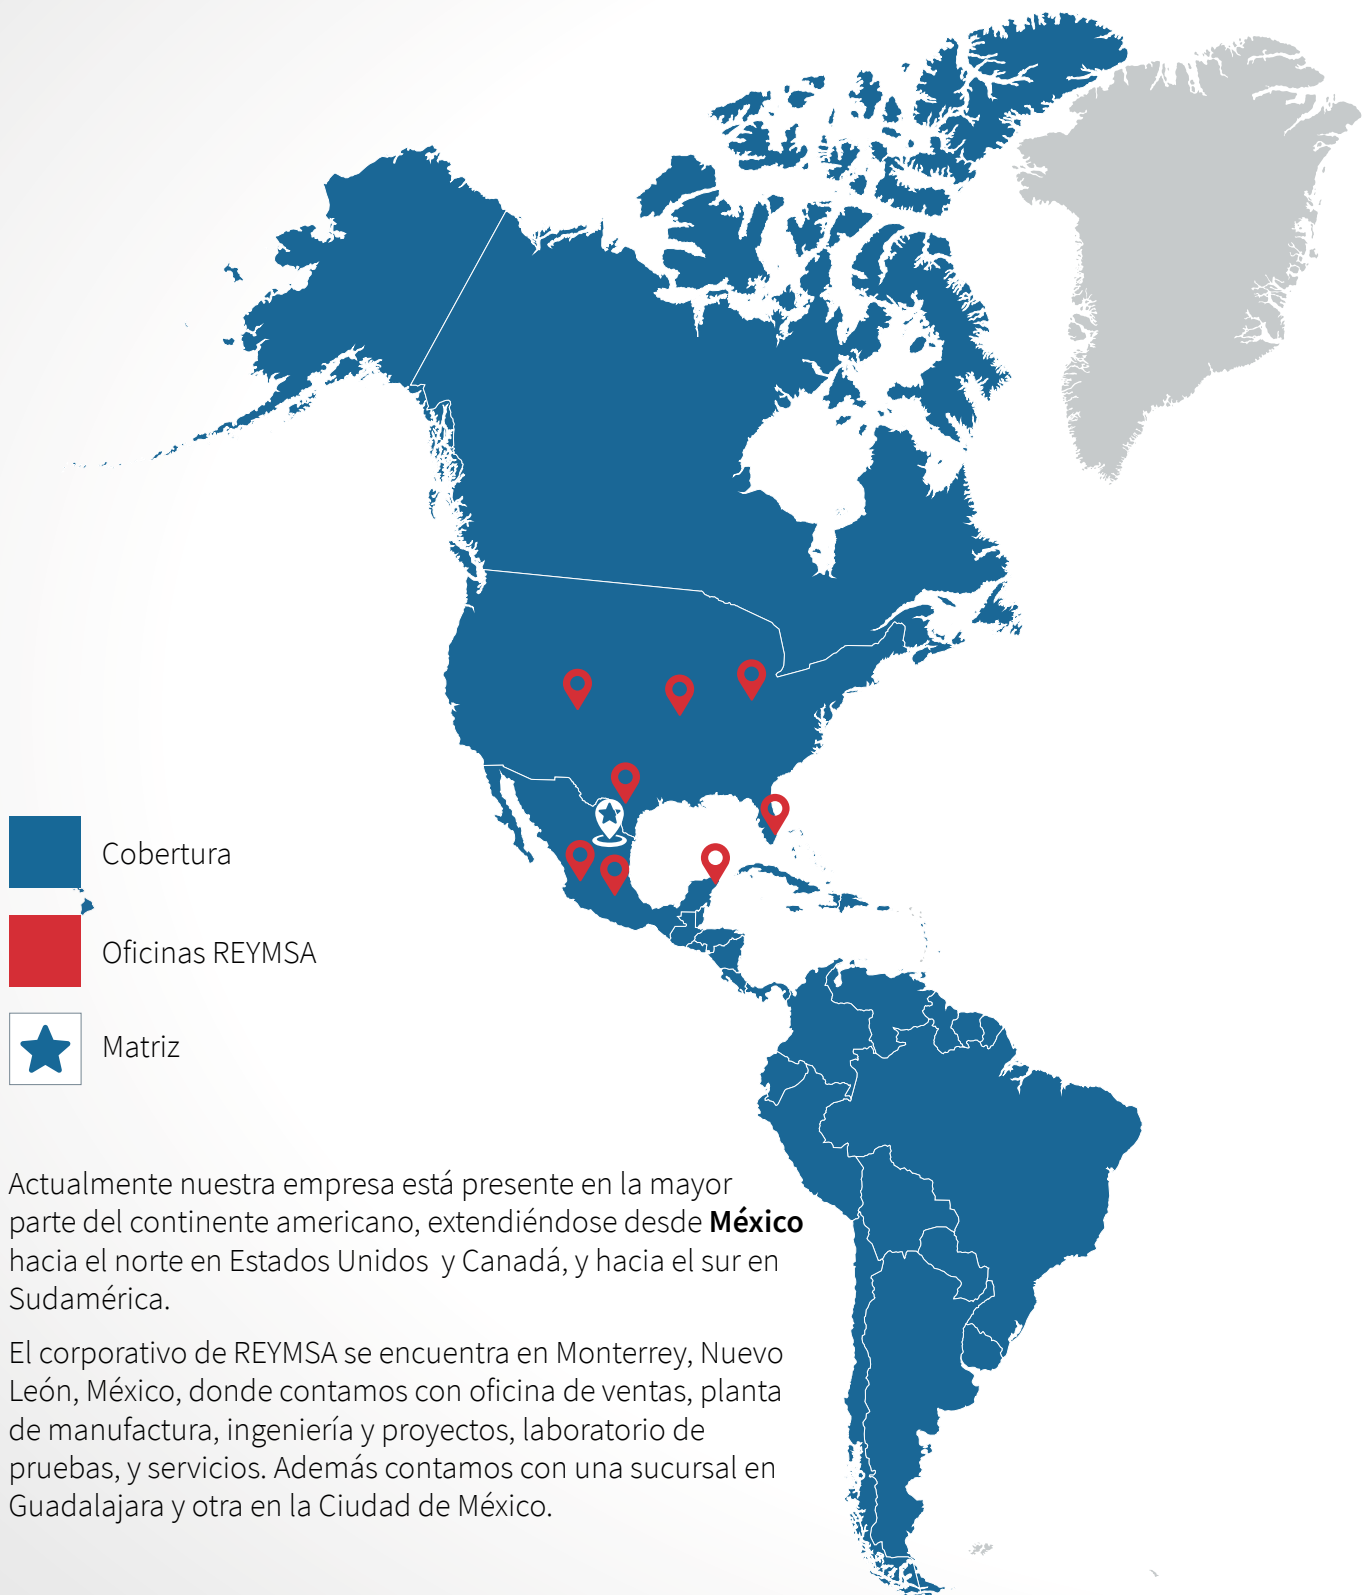 Cobertura
Oficinas REYMSA
Matriz
Actualmente nuestra empresa está presente en la mayor
parte del continente americano, extendiéndose desde México
hacia el norte en Estados Unidos y Canadá, y hacia el sur en
Sudamérica.
El corporativo de REYMSA se encuentra en Monterrey, Nuevo
León, México, donde contamos con oficina de ventas, planta
de manufactura, ingeniería y proyectos, laboratorio de
pruebas, y servicios. Además contamos con una sucursal en
Guadalajara y otra en la Ciudad de México.